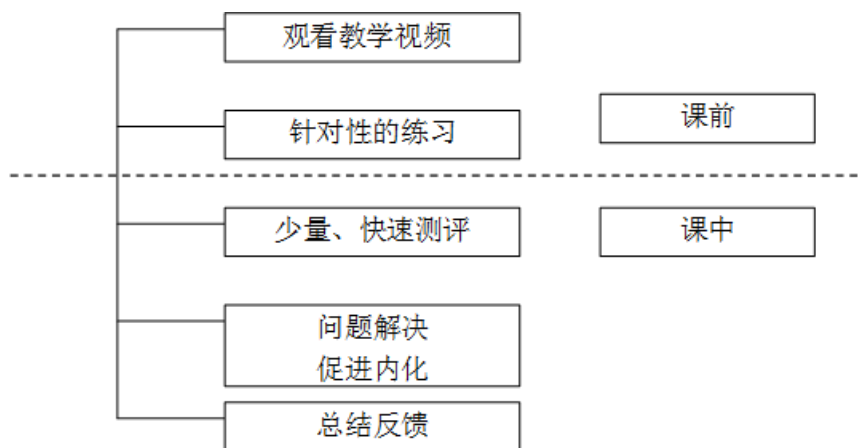 观看教学视频
针对性的练习
课前
少量、快速测评
课中
问题解决
促进内化
总结反馈